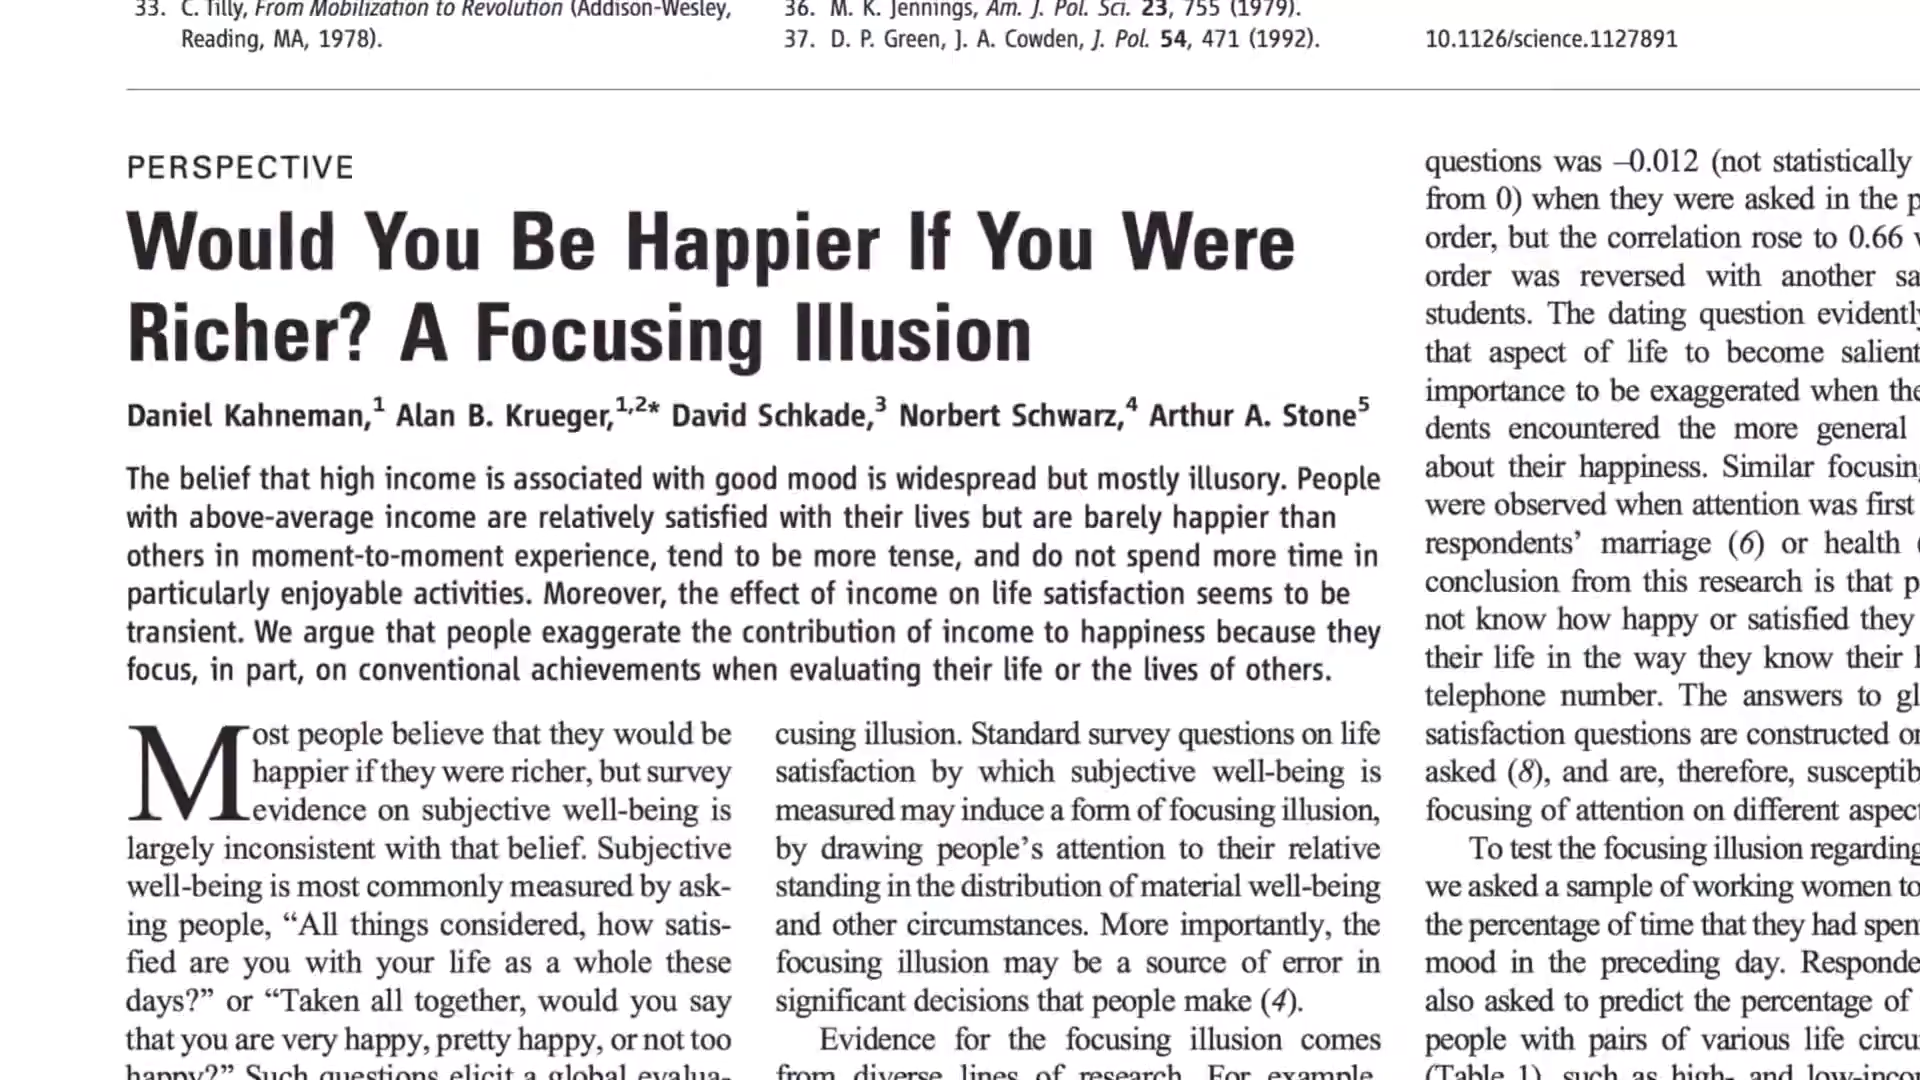 33. C. Tilly, From Mobilization to Revolution (Addison-Wesley,
Reading, MA, 1978).
36. M. K. Jennings, Am. J. Pol. Sci. 23, 755 (1979).
37. D. P. Green, J. A. Cowden, J. Pol. 54, 471 (1992).
10.1126/science.1127891
PERSPECTIVE
Would You Be Happier If You Were
Richer? A Focusing Illusion
Daniel Kahneman,1 Alan B. Krueger,1,2* David Schkade,3 Norbert Schwarz,4 Arthur A. Stone5
The belief that high income is associated with good mood is widespread but mostly illusory. People
with above-average income are relatively satisfied with their lives but are barely happier than
others in moment-to-moment experience, tend to be more tense, and do not spend more time in
particularly enjoyable activities. Moreover, the effect of income on life satisfaction seems to be
transient. We argue that people exaggerate the contribution of income to happiness because they
focus, in part, on conventional achievements when evaluating their life or the lives of others.
Most people believe that they would be
happier if they were richer, but survey
evidence on subjective well-being is
largely inconsistent with that belief. Subjective
well-being is most commonly measured by ask-
ing people, “All things considered, how satis-
fied are you with your life as a whole these
days?” or “Taken all together, would you say
that you are very happy, pretty happy, or not too
happy?” Such questions elicit a global evalua-
cusing illusion. Standard survey questions on life
satisfaction by which subjective well-being is
measured may induce a form of focusing illusion,
by drawing people’s attention to their relative
standing in the distribution of material well-being
and other circumstances. More importantly, the
focusing illusion may be a source of error in
significant decisions that people make (4).
Evidence for the focusing illusion comes
from diverse lines of research. For example,
questions was –0.012 (not statistically
from 0) when they were asked in the
order, but the correlation rose to 0.66
order was reversed with another
students. The dating question
that aspect of life to become salient
importance to be exaggerated when
dents encountered the more general
about their happiness. Similar
were observed when attention was first
respondents’ marriage (6) or health
conclusion from this research is that
not know how happy or satisfied they
their life in the way they know their
telephone number. The answers to
satisfaction questions are constructed
asked (8), and are, therefore,
focusing of attention on different
To test the focusing illusion regarding
we asked a sample of working women to
the percentage of time that they had
mood in the preceding day.
also asked to predict the percentage of
people with pairs of various life
(Table 1), such as high- and